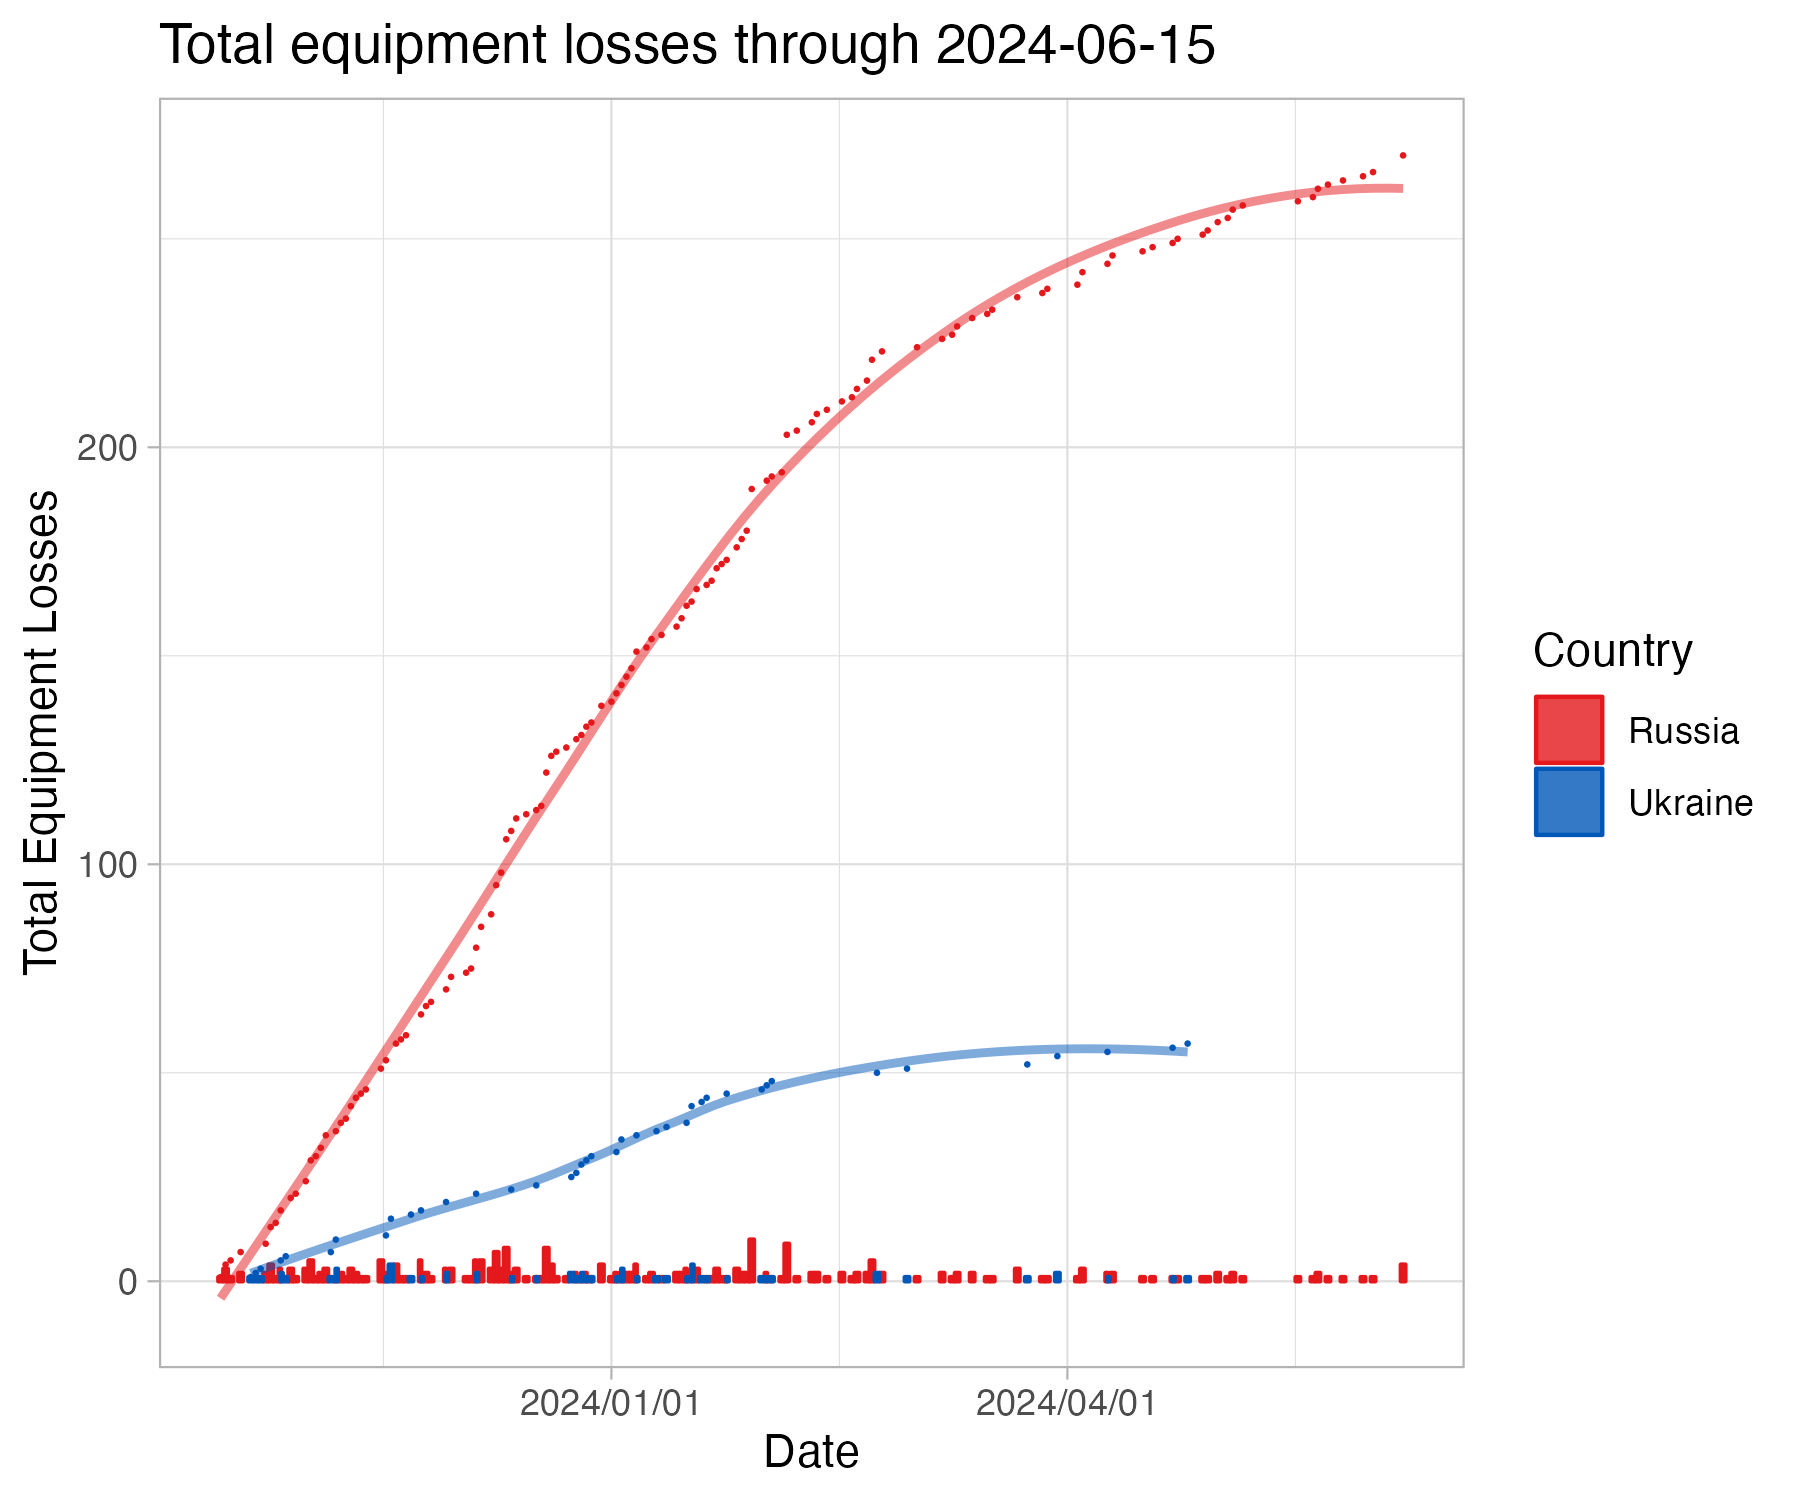 Total equipment losses through 2024-06-15
Total Equipment Losses
200
100
0
2024/01/01
2024/04/01
Date
Country
Russia
Ukraine